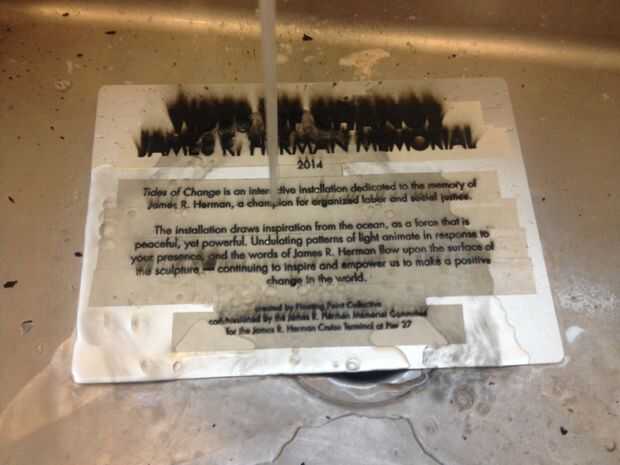 JAMES R. HERMAN MEMORIAL
2014
Tides of Change is an interactive installation dedicated to the memory of
James R. Herman, a champion for organized labor and social justice.
The installation draws inspiration from the ocean, as a force that is
peaceful, yet powerful. Undulating patterns of light animate in response to
your presence, and the words of James R. Herman flow upon the surface of
the sculpture — continuing to inspire and empower us to make a positive
change in the world.
created by Floating Point Collective
commissioned by the James R. Herman Memorial Committee
For the James R. Herman Cruise Terminal at Pier 27